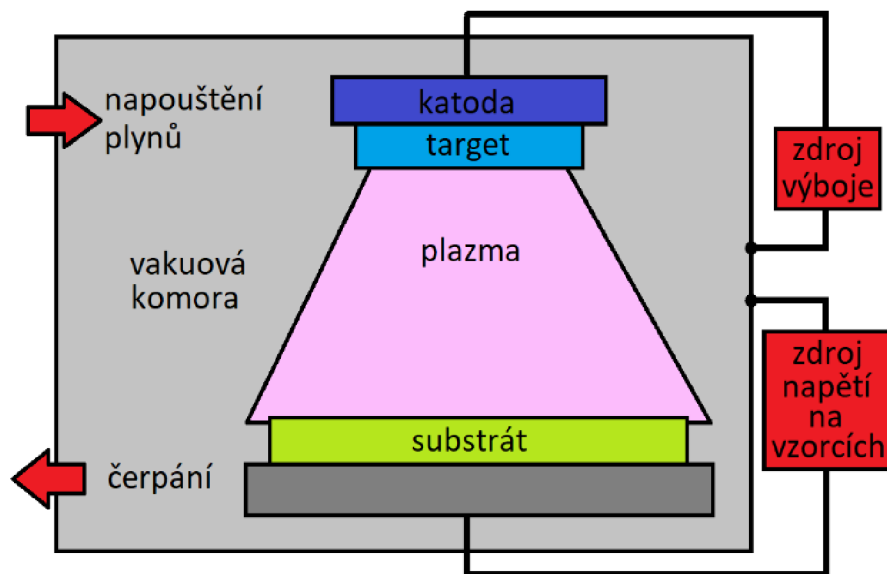 napouštění
plynů
katoda
target
zdroj
výboje
vakuová
komora
plazma
zdroj
napětí
na
vzorcích
substrát
čerpání